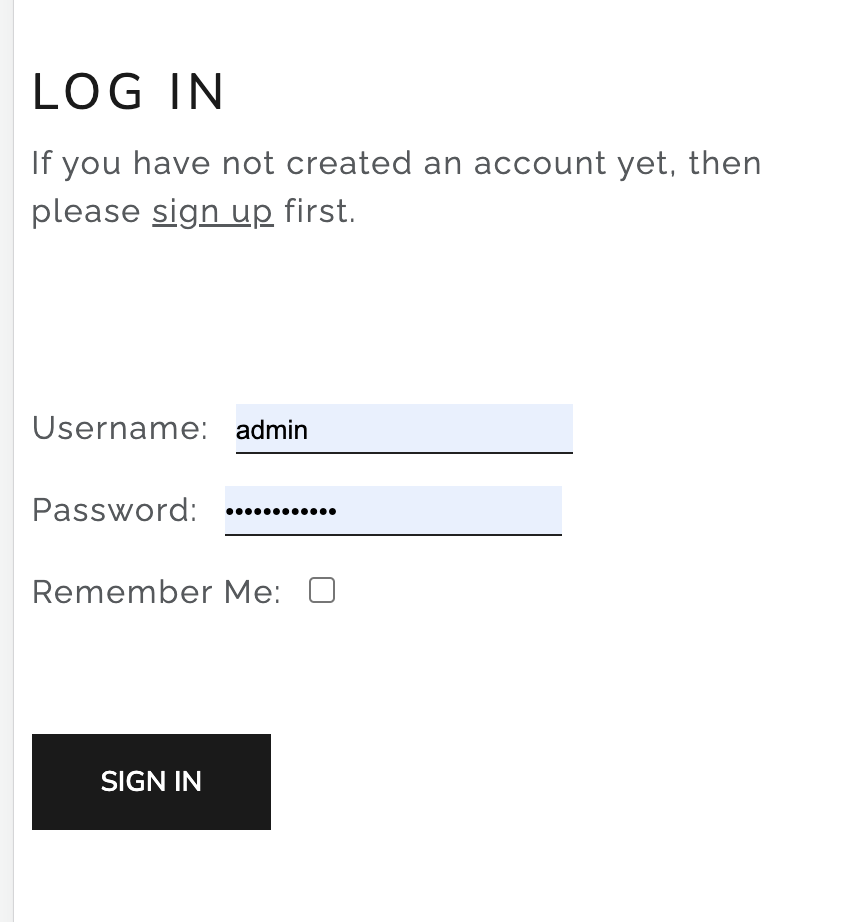 LOG IN
If you have not created an account yet, then
please sign up first.
Username: admin
Password: ••••••••••••
Remember Me:
SIGN IN